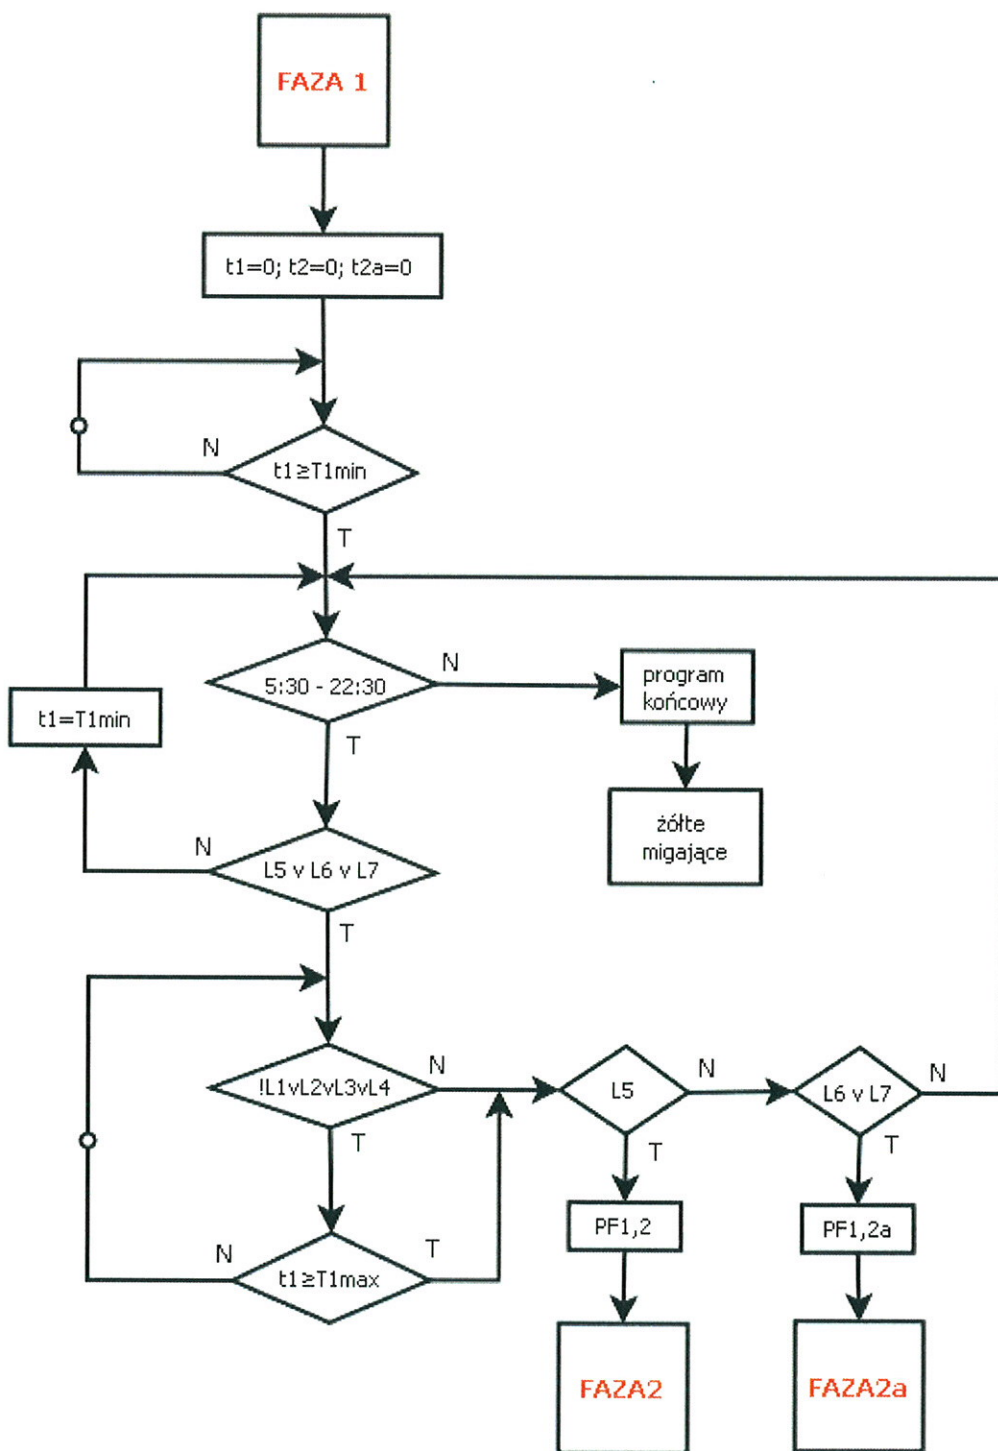 FAZA 1
t1=0; t2=0; t2a=0
N
t1≥T1min
T
5:30 - 22:30
N
T
program
końcowy
t1=T1min
żółte
migające
N
L5 v L6 v L7
T
!L1vL2vL3vL4
N
T
L5
N
T
L6 v L7
N
T
PF1,2
PF1,2a
N
t1≥T1max
T
FAZA2
FAZA2a